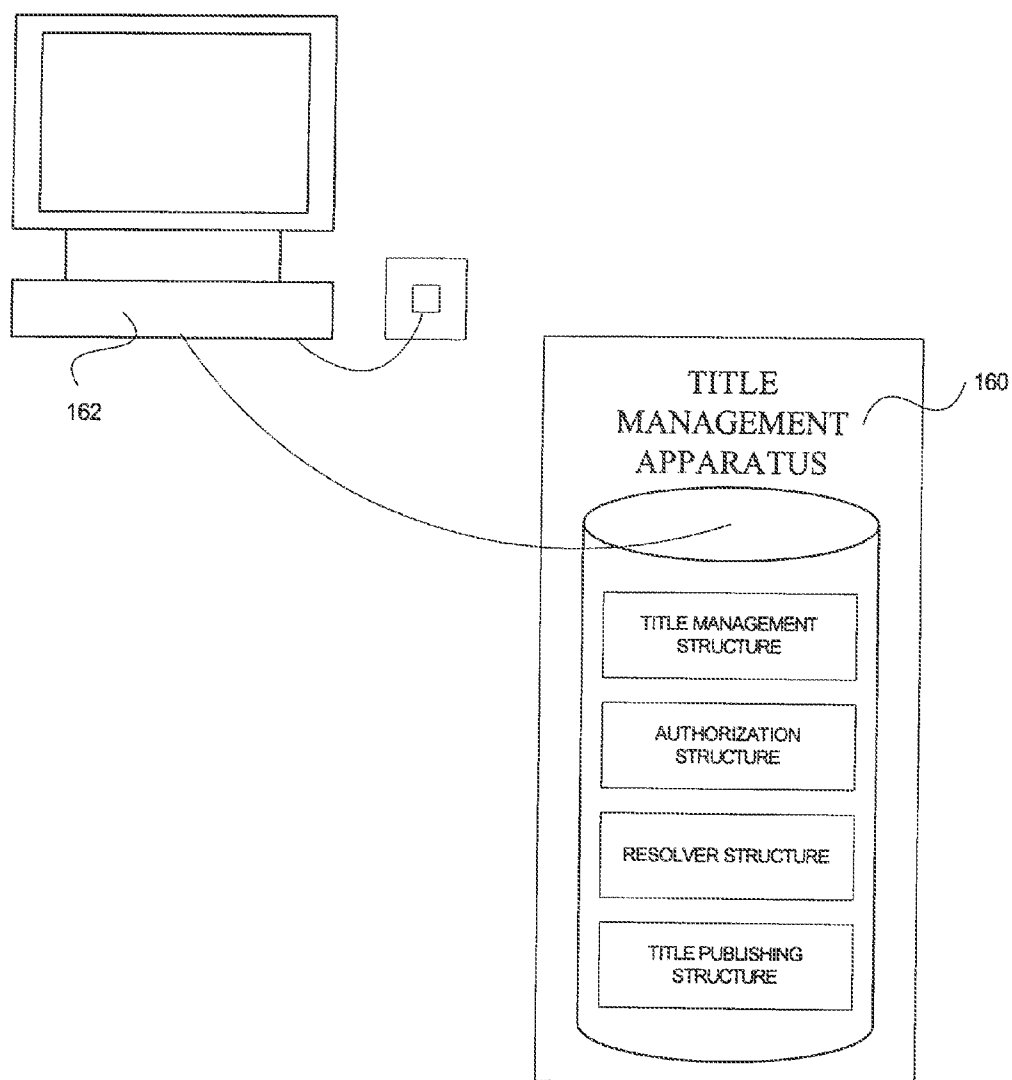 162
TITLE
MANAGEMENT
APPARATUS
160
TITLE MANAGEMENT
STRUCTURE
AUTHORIZATION
STRUCTURE
RESOLVER STRUCTURE
TITLE PUBLISHING
STRUCTURE